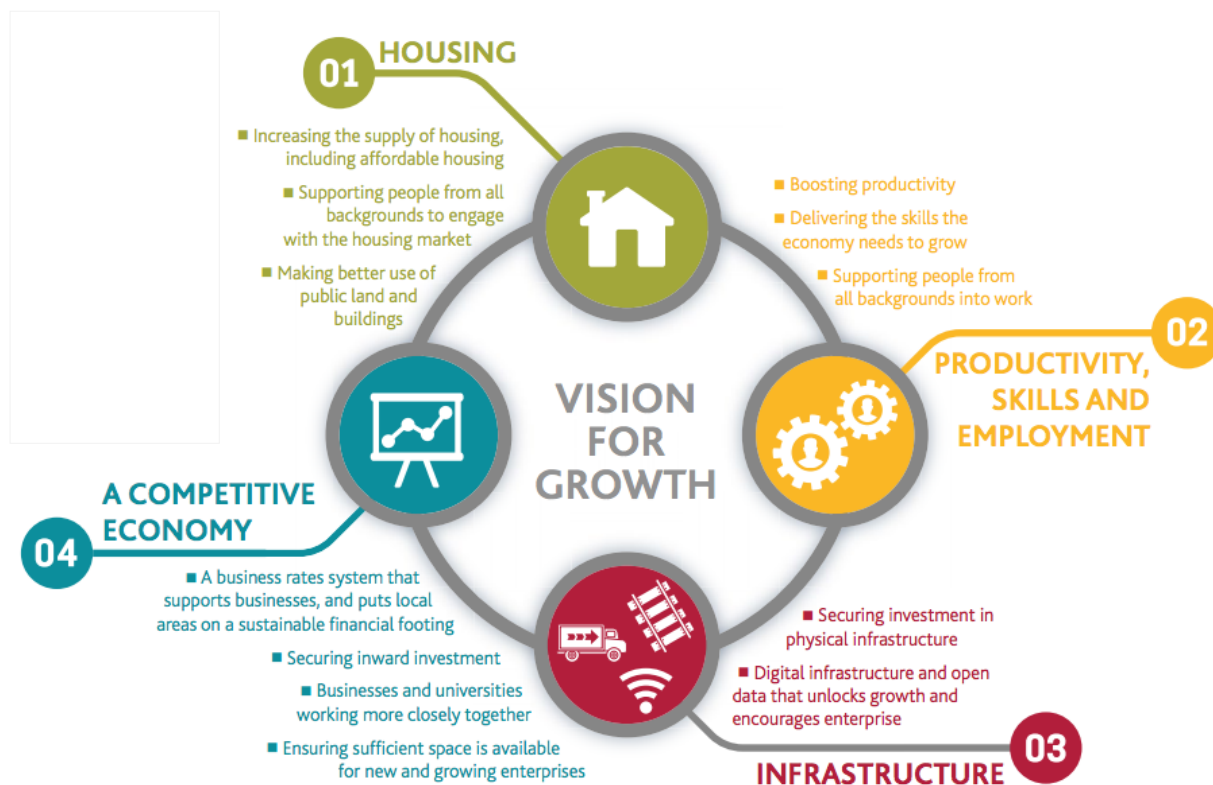 01
HOUSING
■ Increasing the supply of housing,
including affordable housing
■ Supporting people from all
backgrounds to engage
with the housing market
■ Making better use of
public land and
buildings
■ Boosting productivity
■ Delivering the skills the
economy needs to grow
■ Supporting people from
all backgrounds into work
02
PRODUCTIVITY,
SKILLS AND
EMPLOYMENT
VISION
FOR
GROWTH
A COMPETITIVE
ECONOMY
04
■ A business rates system that
supports businesses, and puts local
areas on a sustainable financial footing
■ Securing inward investment
■ Businesses and universities
working more closely together
■ Ensuring sufficient space is available
for new and growing enterprises
■ Securing investment in
physical infrastructure
■ Digital infrastructure and open
data that unlocks growth and
encourages enterprise
03
INFRASTRUCTURE